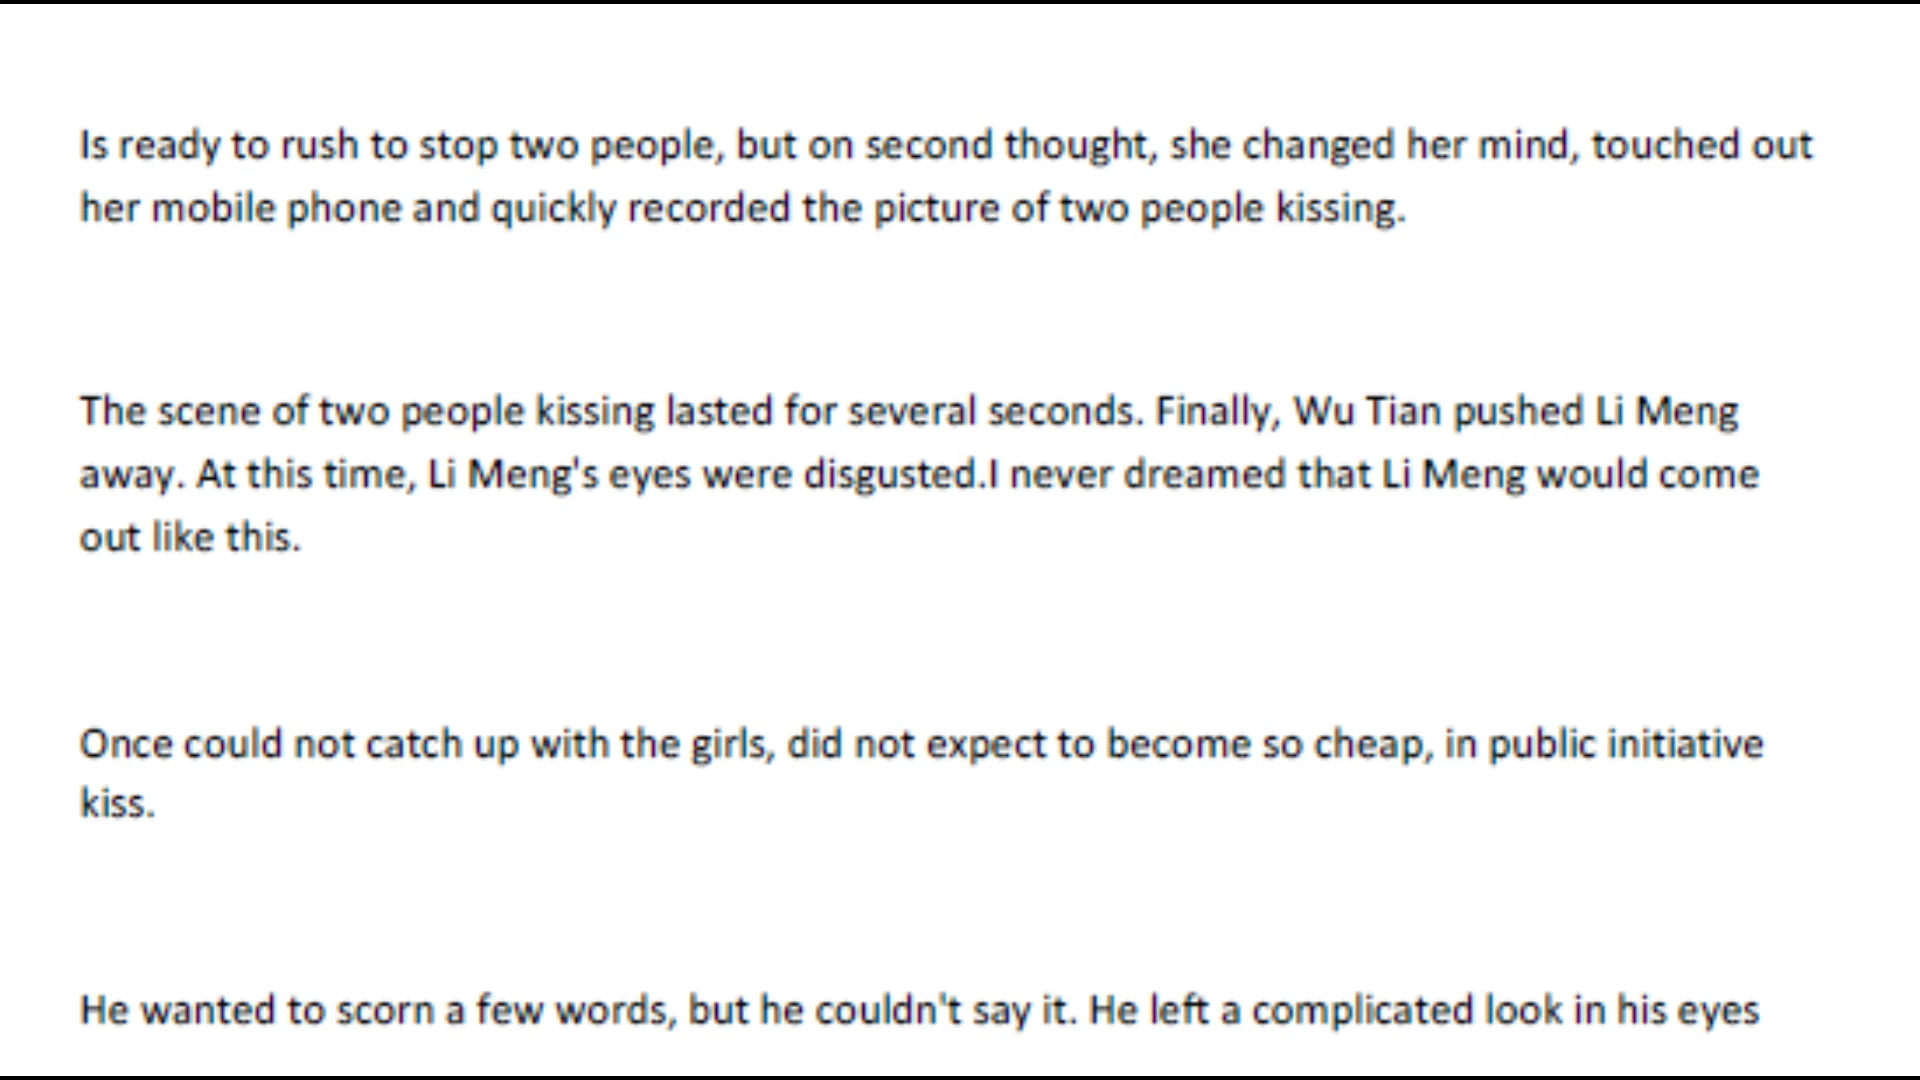 Is ready to rush to stop two people, but on second thought, she changed her mind, touched out
her mobile phone and quickly recorded the picture of two people kissing.
The scene of two people kissing lasted for several seconds. Finally, Wu Tian pushed Li Meng
away. At this time, Li Meng's eyes were disgusted.I never dreamed that Li Meng would come
out like this.
Once could not catch up with the girls, did not expect to become so cheap, in public initiative
kiss.
He wanted to scorn a few words, but he couldn't say it. He left a complicated look in his eyes